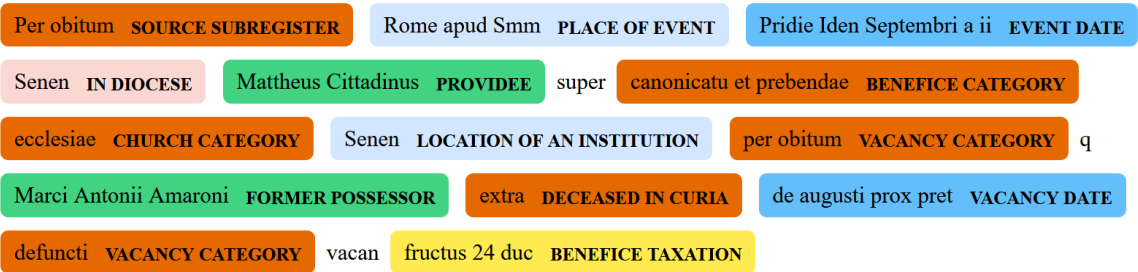 Per obitum SOURCE SUBREGISTER Rome apud Smm PLACE OF EVENT Pridie Iden Septembri a ii EVENT DATE
Senen IN DIOCESE Mattheus Cittadinus PROVIDEE super canonicatu et prebendae BENEFICE CATEGORY
ecclesiae CHURCH CATEGORY Senen LOCATION OF AN INSTITUTION per obitum VACANCY CATEGORY q
Marci Antonii Amaroni FORMER POSSESSOR extra DECEASED IN CURIA de augusti prox pret VACANCY DATE
defuncti VACANCY CATEGORY vacan fructus 24 duc BENEFICE TAXATION